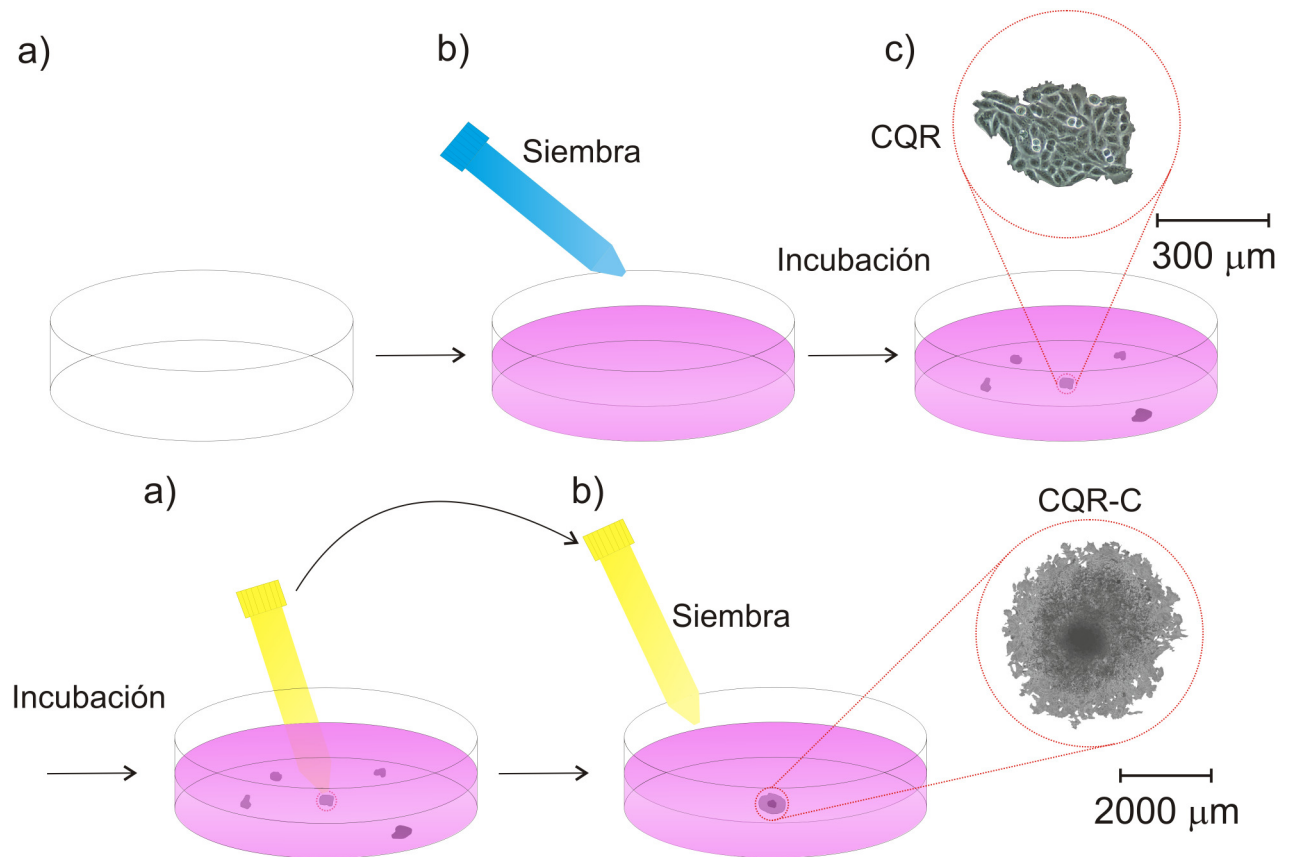 a)
b)
c)
Siembra
CQR
Incubación
300 μm
a)
b)
CQR-C
Siembra
Incubación
2000 μm